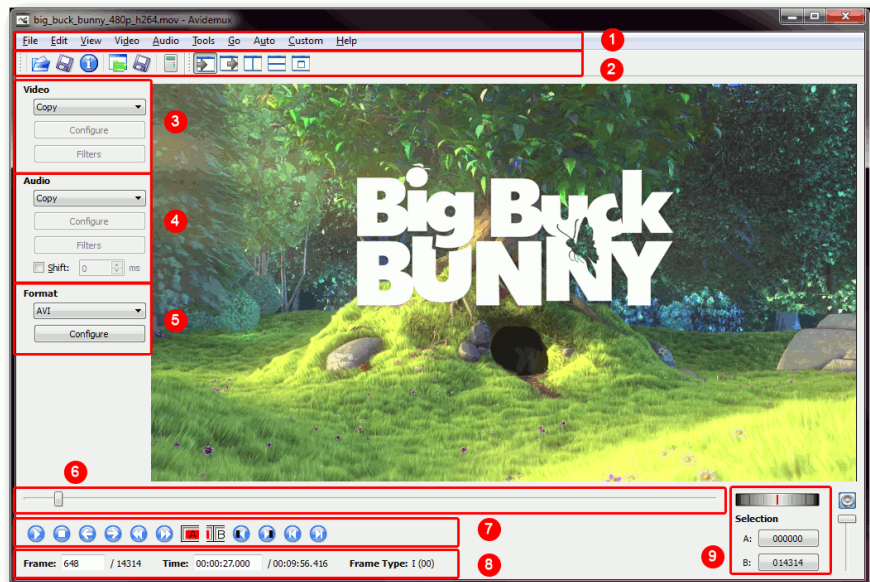 big_buck_bunny_480p_h264.mov - Avidemux
File Edit View Video Audio Tools Go Auto Custom Help
1
2
Video
Copy
3
Configure
Filters
Audio
Copy
4
Configure
Filters
Shift: 0 ms
Format
AVI
5
Configure
Big Buck
BUNNY
6
7
A B
Selection
A: 000000
B: 014314
9
Frame: 648 / 14314 Time: 00:00:27.000 / 00:09:56.416 Frame Type: I (00)
8